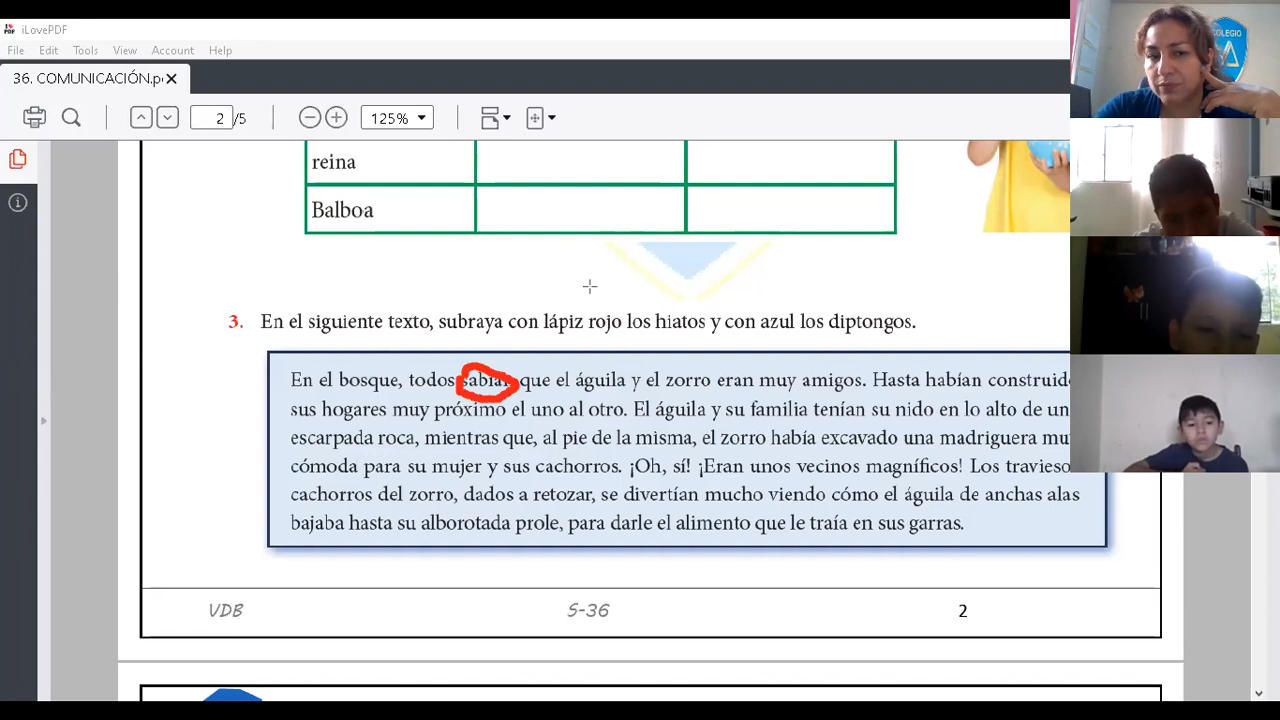 iLovePDF
File Edit Tools View Account Help
36. COMUNICACIÓN.p
2 /5
125%
COLEGIO
reina
Balboa
3. En el siguiente texto, subraya con lápiz rojo los hiatos y con azul los diptongos.
En el bosque, todos sabían que el águila y el zorro eran muy amigos. Hasta habían construid
sus hogares muy próximo el uno al otro. El águila y su familia tenían su nido en lo alto de un
escarpada roca, mientras que, al pie de la misma, el zorro había excavado una madriguera mu
cómoda para su mujer y sus cachorros. ¡Oh, sí! ¡Eran unos vecinos magníficos! Los travieso
cachorros del zorro, dados a retozar, se divertían mucho viendo cómo el águila de anchas alas
bajaba hasta su alborotada prole, para darle el alimento que le traía en sus garras.
VDB S-36 2